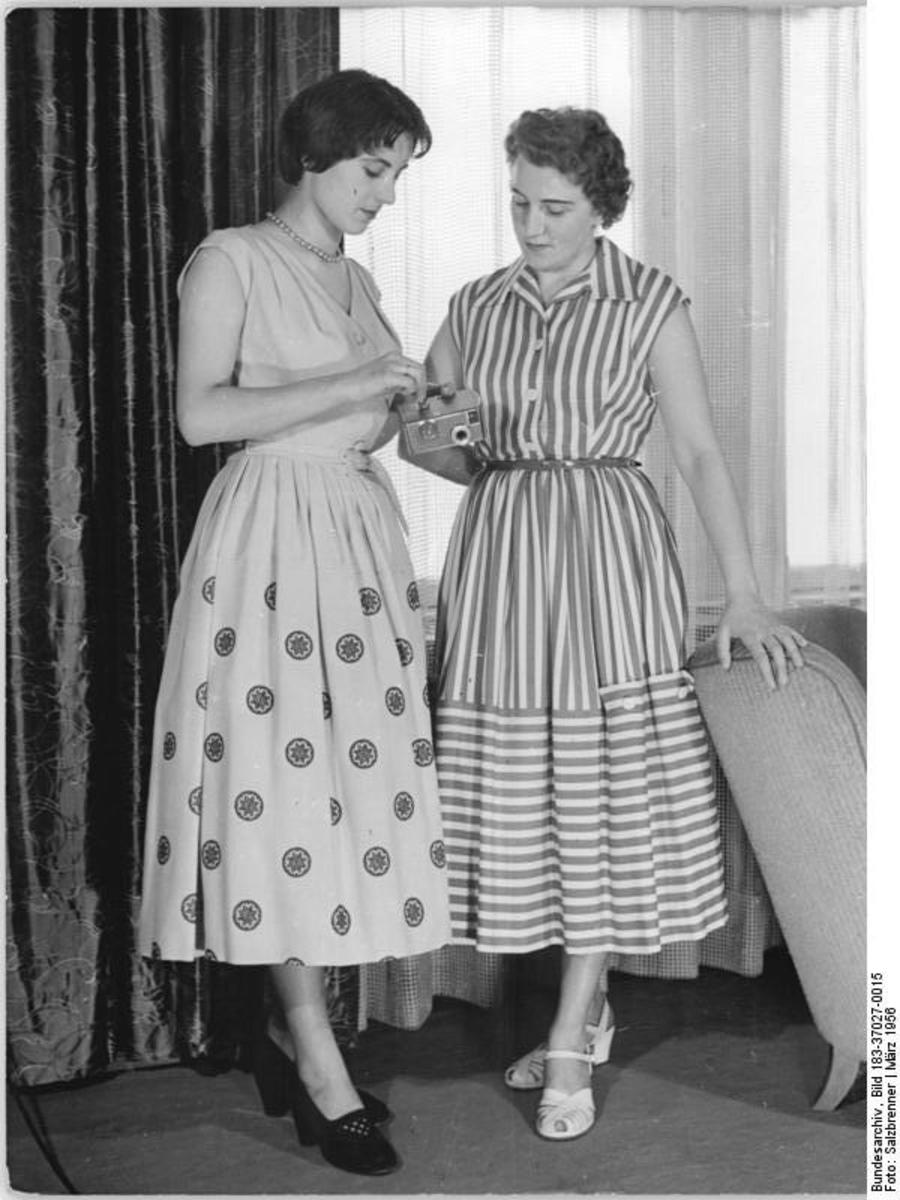 Bundesarchiv, Bild 183-37027-0015
Foto: Salzbrenner | März 1956